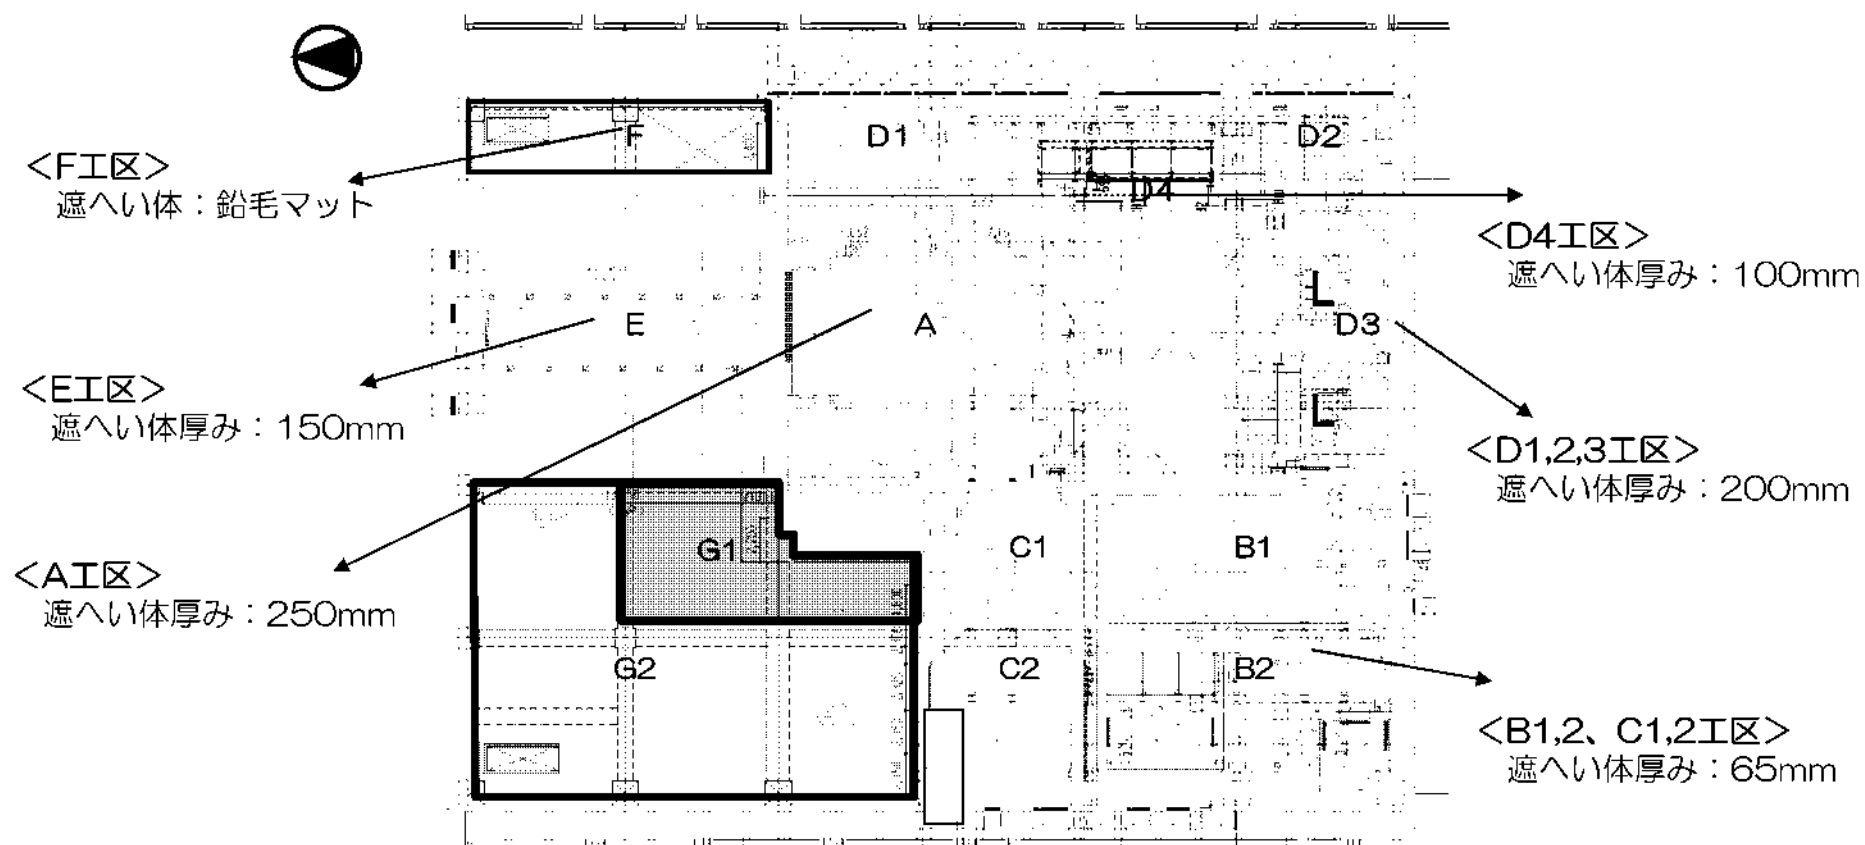 F
D1
D2
<F工区>
遮へい体：鉛毛マット
D4
<D4工区>
遮へい体厚み：100mm
E
A
D3
<E工区>
遮へい体厚み：150mm
<D1,2,3工区>
遮へい体厚み：200mm
G1
C1
B1
<A工区>
遮へい体厚み：250mm
G2
C2
B2
<B1,2、C1,2工区>
遮へい体厚み：65mm